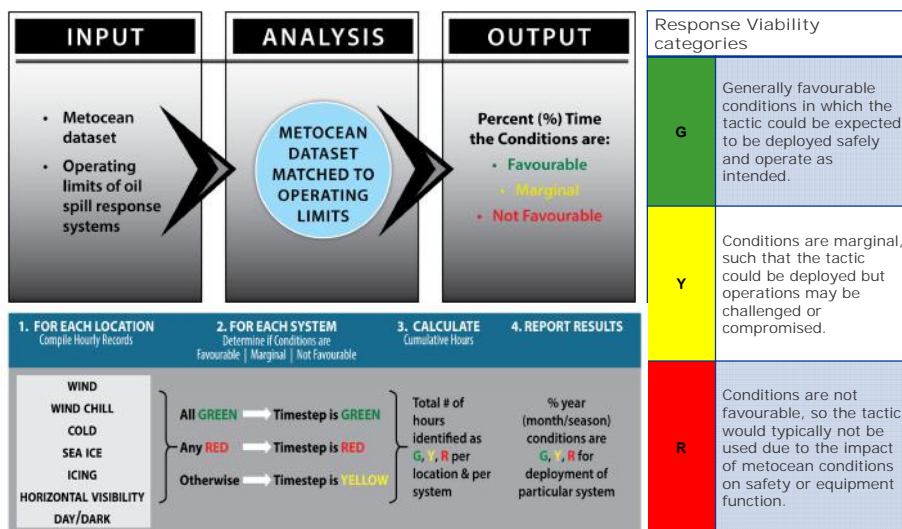 INPUT
• Metocean
dataset
• Operating
limits of oil
spill response
systems
ANALYSIS
METOCEAN
DATASET
MATCHED TO
OPERATING
LIMITS
OUTPUT
Percent (%) Time
the Conditions are:
• Favourable
• Marginal
• Not Favourable
1. FOR EACH LOCATION
Compile Hourly Records
2. FOR EACH SYSTEM
Determine if Conditions are
Favourable | Marginal | Not Favourable
3. CALCULATE
Cumulative Hours
4. REPORT RESULTS
WIND
WIND CHILL
COLD
SEA ICE
ICING
HORIZONTAL VISIBILITY
DAY/DARK
All GREEN Timestep is GREEN
Any RED Timestep is RED
Otherwise Timestep is YELLOW
Total # of
hours
identified as
G, Y, R per
location & per
system
% year
(month/season)
conditions are
G, Y, R for
deployment of
particular system
Response Viability
categories
G
Generally favourable
conditions in which the
tactic could be expected
to be deployed safely
and operate as
intended.
Y
Conditions are marginal,
such that the tactic
could be deployed but
operations may be
challenged or
compromised.
R
Conditions are not
favourable, so the tactic
would typically not be
used due to the impact
of metocean conditions
on safety or equipment
function.